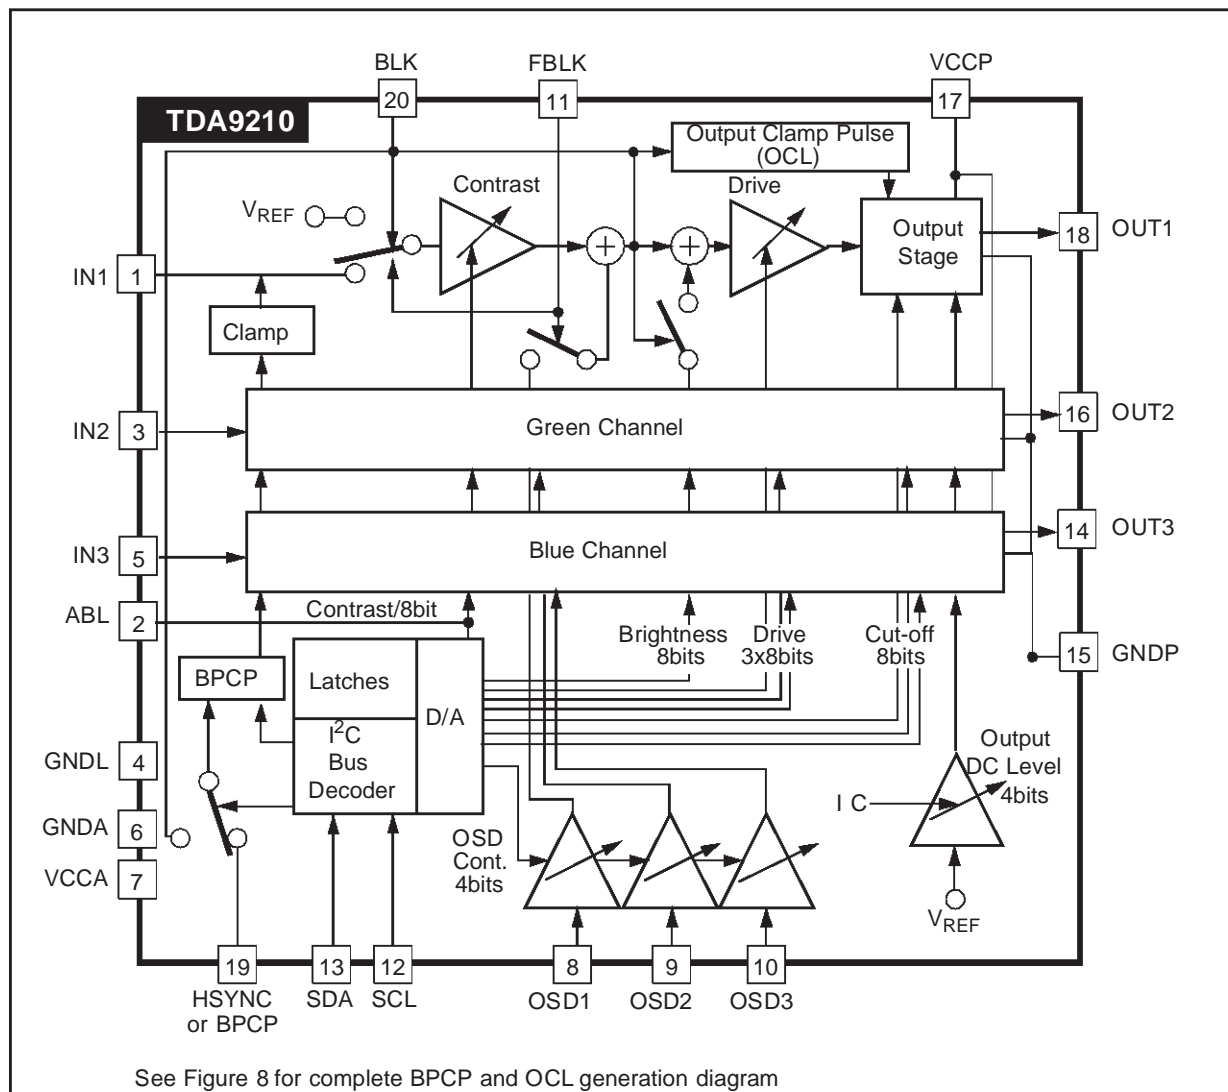 BLK
FBLK
VCCP
20
11
17
TDA9210
Output Clamp Pulse
(OCL)
Contrast
Drive
VREF
+
+
Output
Stage
18
OUT1
IN1
1
Clamp
IN2
3
Green Channel
16
OUT2
IN3
5
Blue Channel
14
OUT3
ABL
2
Contrast/8bit
Brightness
8bits
Drive
3x8bits
Cut-off
8bits
15
GNDP
BPCP
Latches
D/A
I2C
Bus
Decoder
GNDL
4
GNDA
6
VCCA
7
Output
DC Level
4bits
I C
OSD
Cont.
4bits
VREF
19
13
12
8
9
10
HSYNC
or BPCP
SDA
SCL
OSD1
OSD2
OSD3
See Figure 8 for complete BPCP and OCL generation diagram